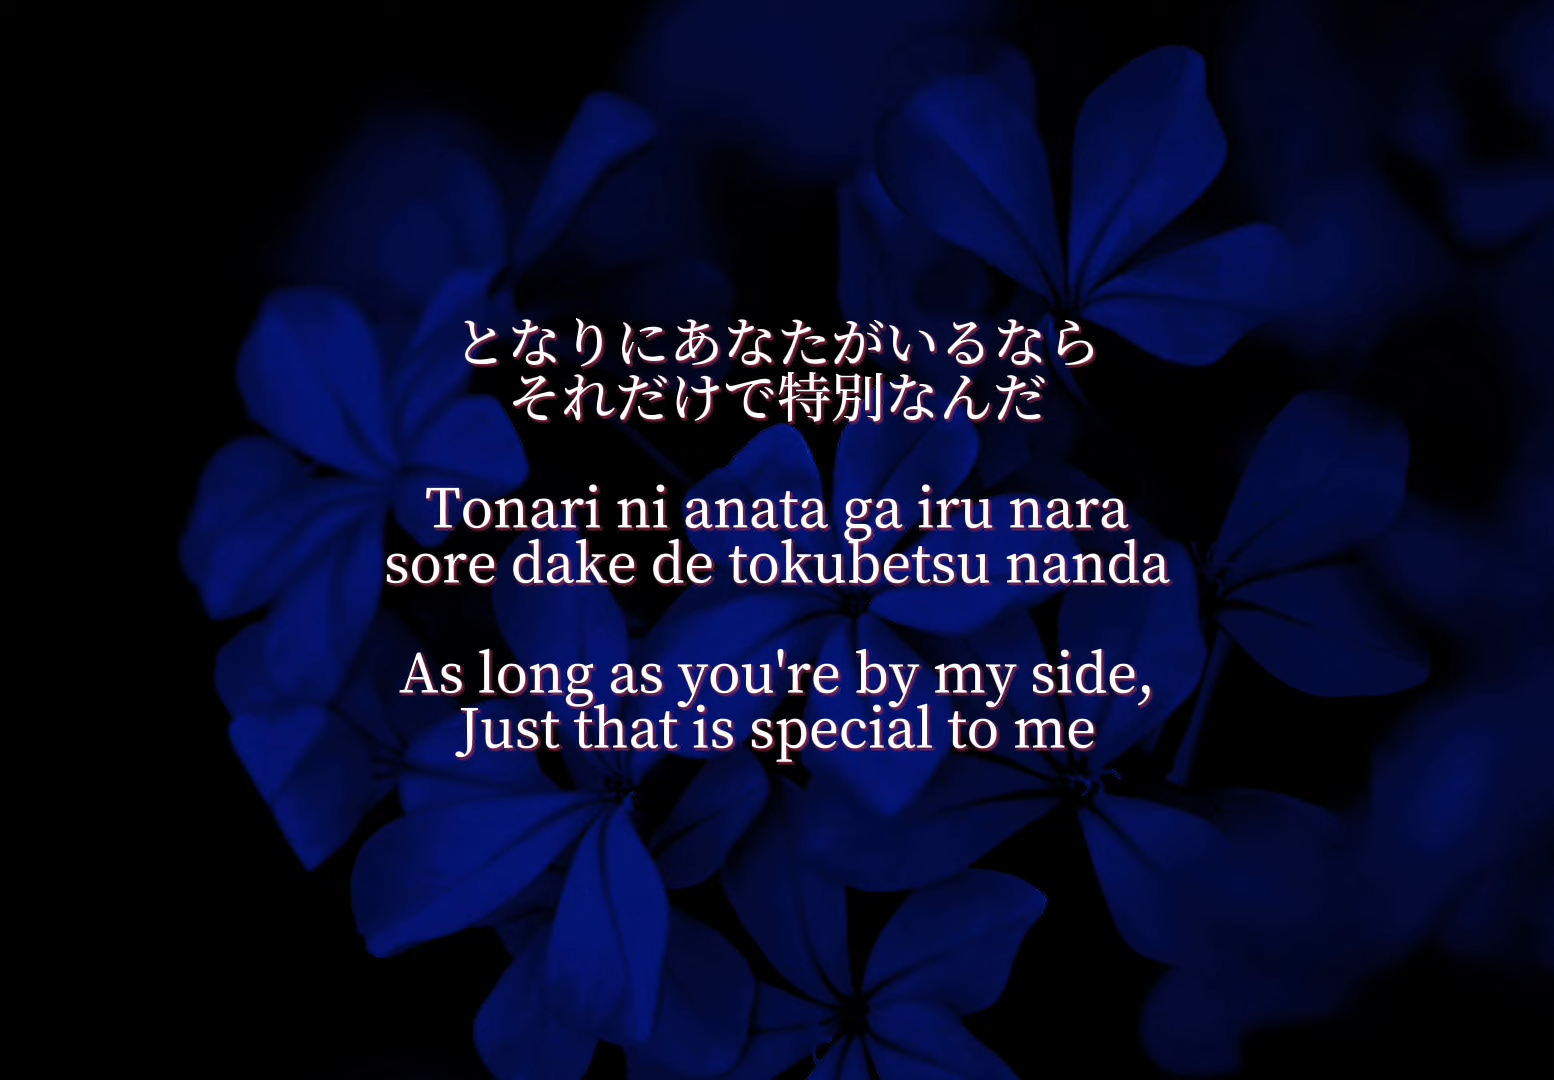 となりにあなたがいるなら
それだけで特別なんだ
Tonari ni anata ga iru nara
sore dake de tokubetsu nanda
As long as you're by my side,
Just that is special to me